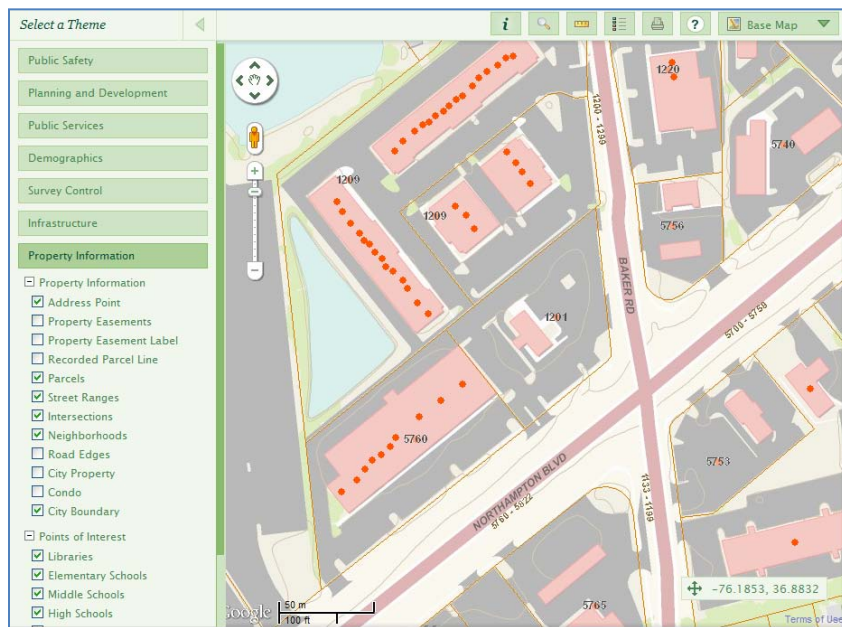 Select a Theme
Base Map
Public Safety
Planning and Development
Public Services
Demographics
Survey Control
Infrastructure
Property Information
Property Information
Address Point
Property Easements
Property Easement Label
Recorded Parcel Line
Parcels
Street Ranges
Intersections
Neighborhoods
Road Edges
City Property
Condo
City Boundary
Points of Interest
Libraries
Elementary Schools
Middle Schools
High Schools
1220
1200 - 1299
5740
1209
1209
5756
BAKER RD
1201
5700 - 5758
5760
NORTHAMPTON BLVD
5760 - 5822
5753
1133 - 1199
5765
-76.1853, 36.8832
Google
50 m
100 ft
Terms of Use